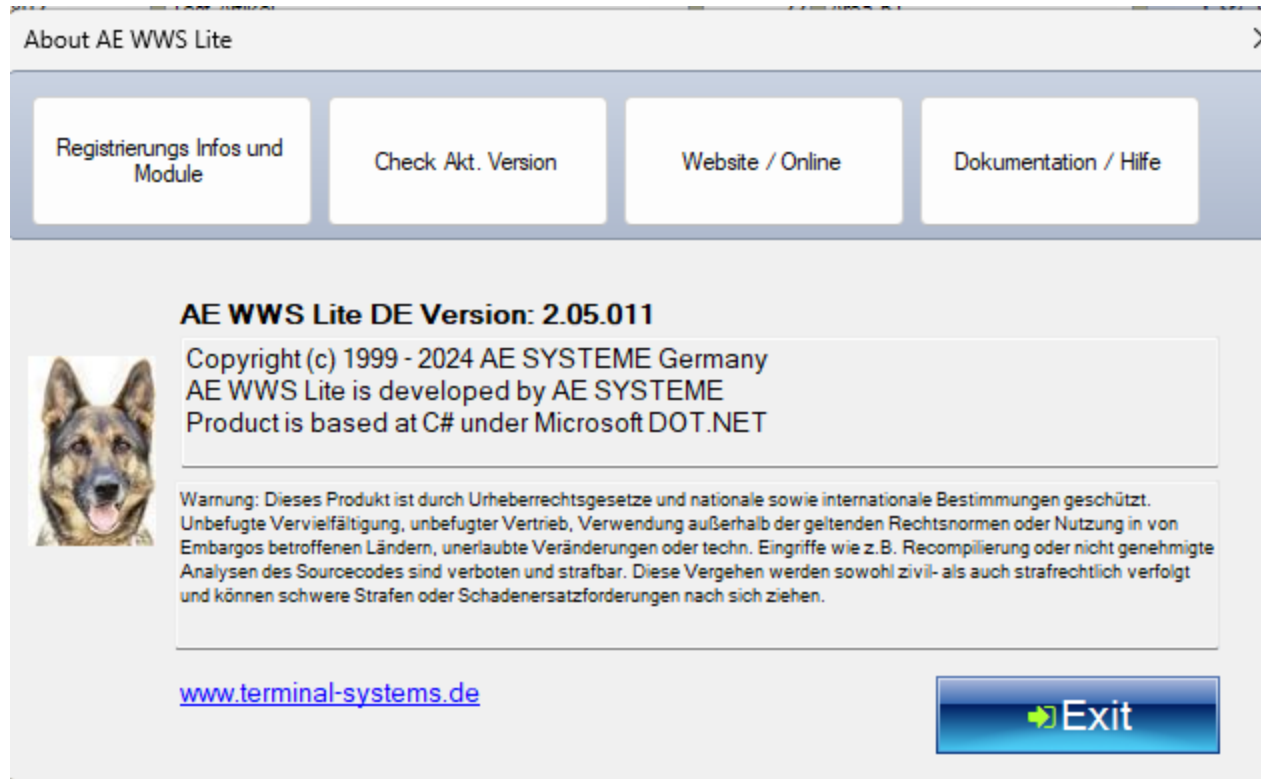 About AE WWS Lite
Registrierungs Infos und
Module
Check Akt. Version
Website / Online
Dokumentation / Hilfe
AE WWS Lite DE Version: 2.05.011
Copyright (c) 1999 - 2024 AE SYSTEME Germany
AE WWS Lite is developed by AE SYSTEME
Product is based at C# under Microsoft DOT.NET
Warnung: Dieses Produkt ist durch Urheberrechtsgesetze und nationale sowie internationale Bestimmungen geschützt.
Unbefugte Vervielfältigung, unbefugter Vertrieb, Verwendung außerhalb der geltenden Rechtsnormen oder Nutzung in von
Embargos betroffenen Ländern, unerlaubte Veränderungen oder techn. Eingriffe wie z.B. Recompilierung oder nicht genehmigte
Analysen des Sourcecodes sind verboten und strafbar. Diese Vergehen werden sowohl zivil- als auch strafrechtlich verfolgt
und können schwere Strafen oder Schadenersatzforderungen nach sich ziehen.
www.terminal-systems.de
Exit